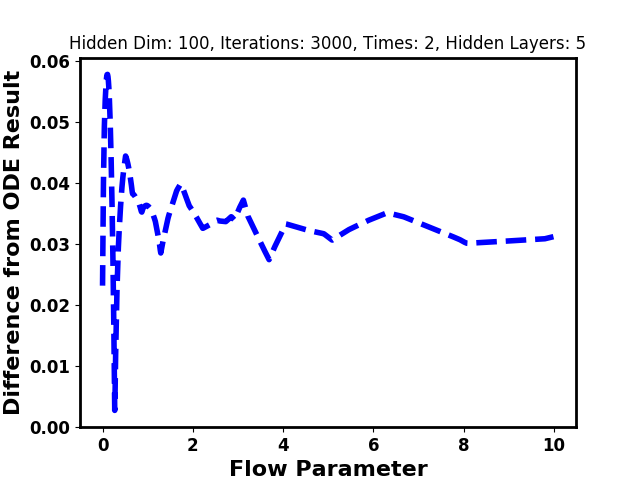 Hidden Dim: 100, Iterations: 3000, Times: 2, Hidden Layers: 5
Difference from ODE Result
0.06
0.05
0.04
0.03
0.02
0.01
0.00
0 2 4 6 8 10
Flow Parameter